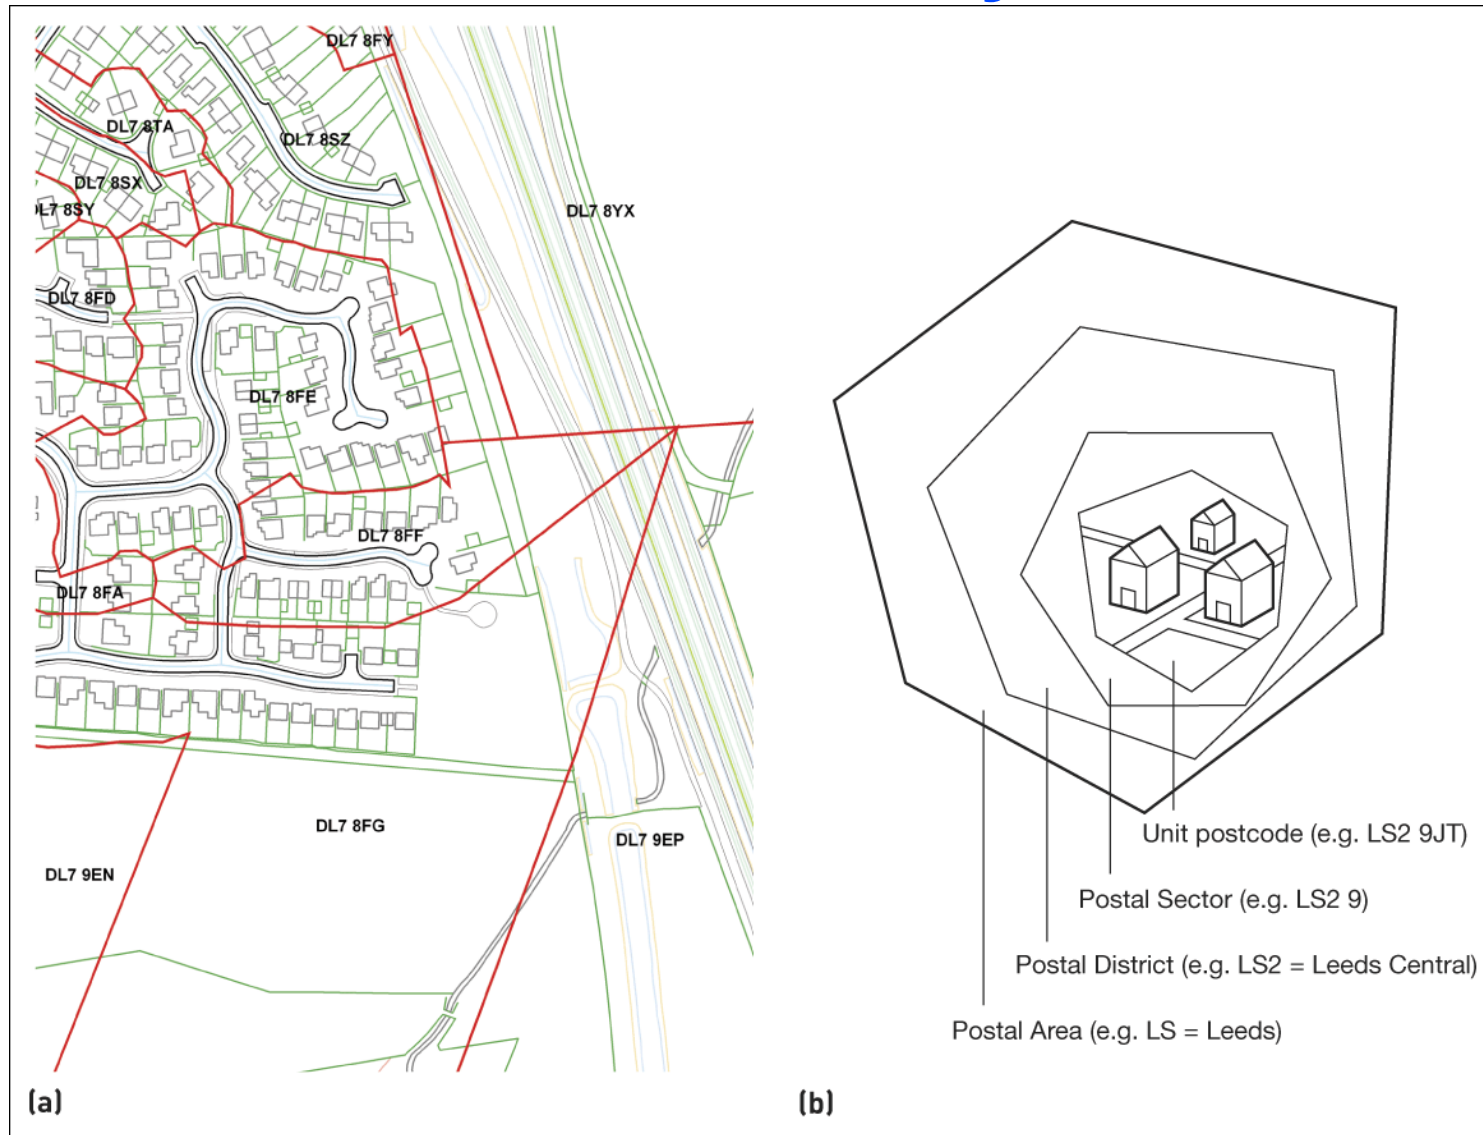 DL7 8FY
DL7 8TA
DL7 8SZ
DL7 8SX
DL7 8SY
DL7 8YX
DL7 8FD
DL7 8FE
DL7 8FF
DL7 8FA
DL7 8FG
DL7 9EP
DL7 9EN
(a)
Unit postcode (e.g. LS2 9JT)
Postal Sector (e.g. LS2 9)
Postal District (e.g. LS2 = Leeds Central)
Postal Area (e.g. LS = Leeds)
(b)